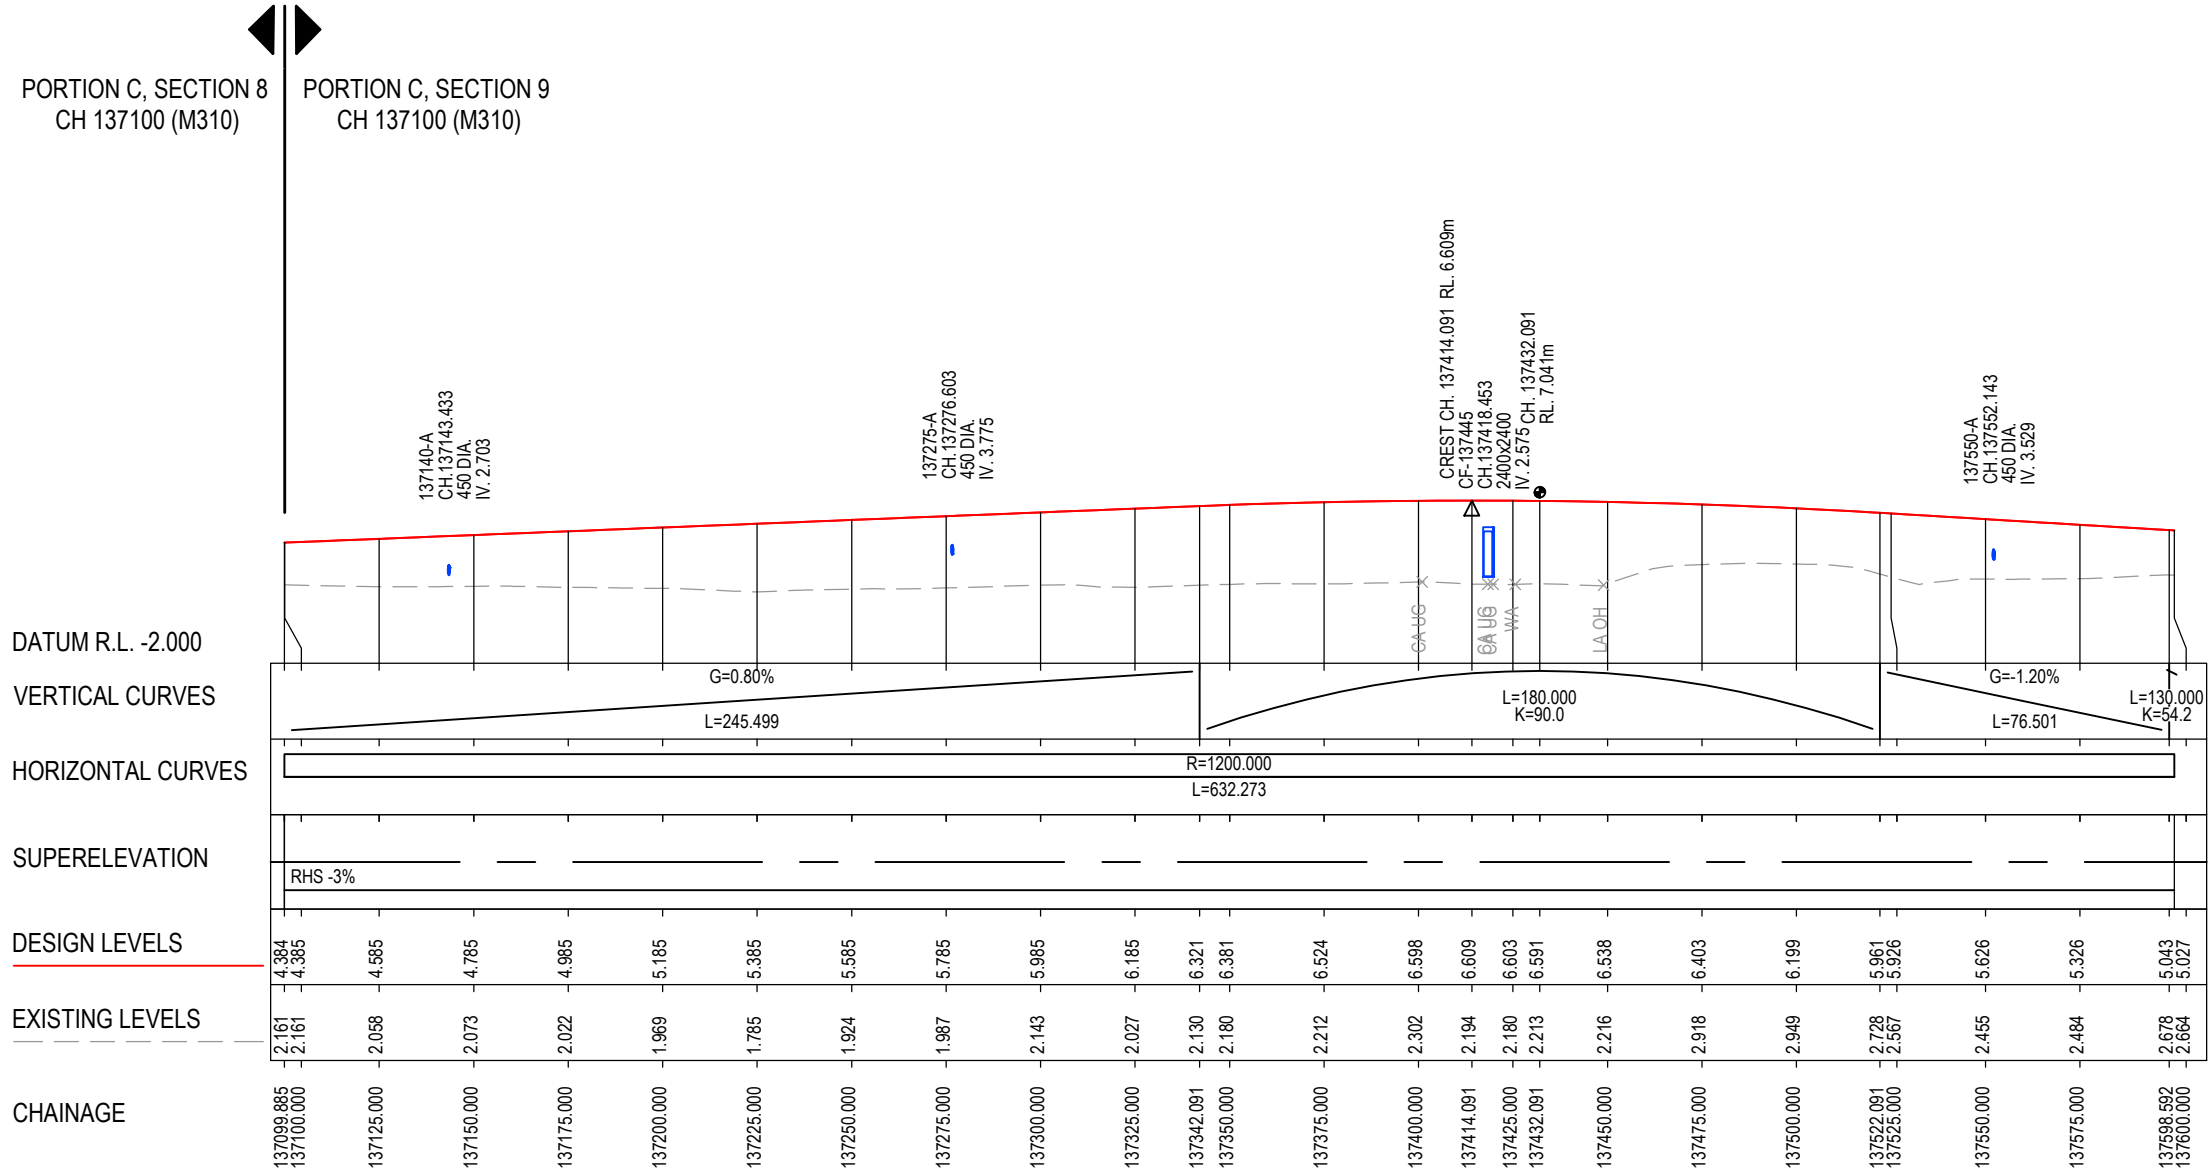 PORTION C, SECTION 8
CH 137100 (M310)
PORTION C, SECTION 9
CH 137100 (M310)
137140-A
CH.137143.433
450 DIA.
IV. 2.703
137275-A
CH.137276.603
450 DIA.
IV. 3.775
CREST CH. 137414.091 RL. 6.609m
CF-137445
CH.137418.453
2400x2400
IV. 2.575
CH. 137432.091
RL. 7.041m
137550-A
CH.137552.143
450 DIA.
IV. 3.529
CA UG
CA UG
WA
LA OH
DATUM R.L. -2.000
VERTICAL CURVES
G=0.80%
L=245.499
L=180.000
K=90.0
G=-1.20%
L=76.501
L=130.000
K=54.2
HORIZONTAL CURVES
R=1200.000
L=632.273
SUPERELEVATION
RHS -3%
DESIGN LEVELS
4.384 4.385 4.585 4.785 4.985 5.185 5.385 5.585 5.785 5.985 6.185 6.321 6.381 6.524 6.598 6.609 6.603 6.591 6.538 6.403 6.199 5.961 5.926 5.626 5.326 5.043 5.027
EXISTING LEVELS
2.161 2.161 2.058 2.073 2.022 1.969 1.785 1.924 1.987 2.143 2.027 2.130 2.180 2.212 2.302 2.194 2.180 2.213 2.216 2.918 2.949 2.728 2.567 2.455 2.484 2.678 2.664
CHAINAGE
137099.885 137100.000 137125.000 137150.000 137175.000 137200.000 137225.000 137250.000 137275.000 137300.000 137325.000 137342.091 137350.000 137375.000 137400.000 137414.091 137425.000 137432.091 137450.000 137475.000 137500.000 137522.091 137525.000 137550.000 137575.000 137598.592 137600.000